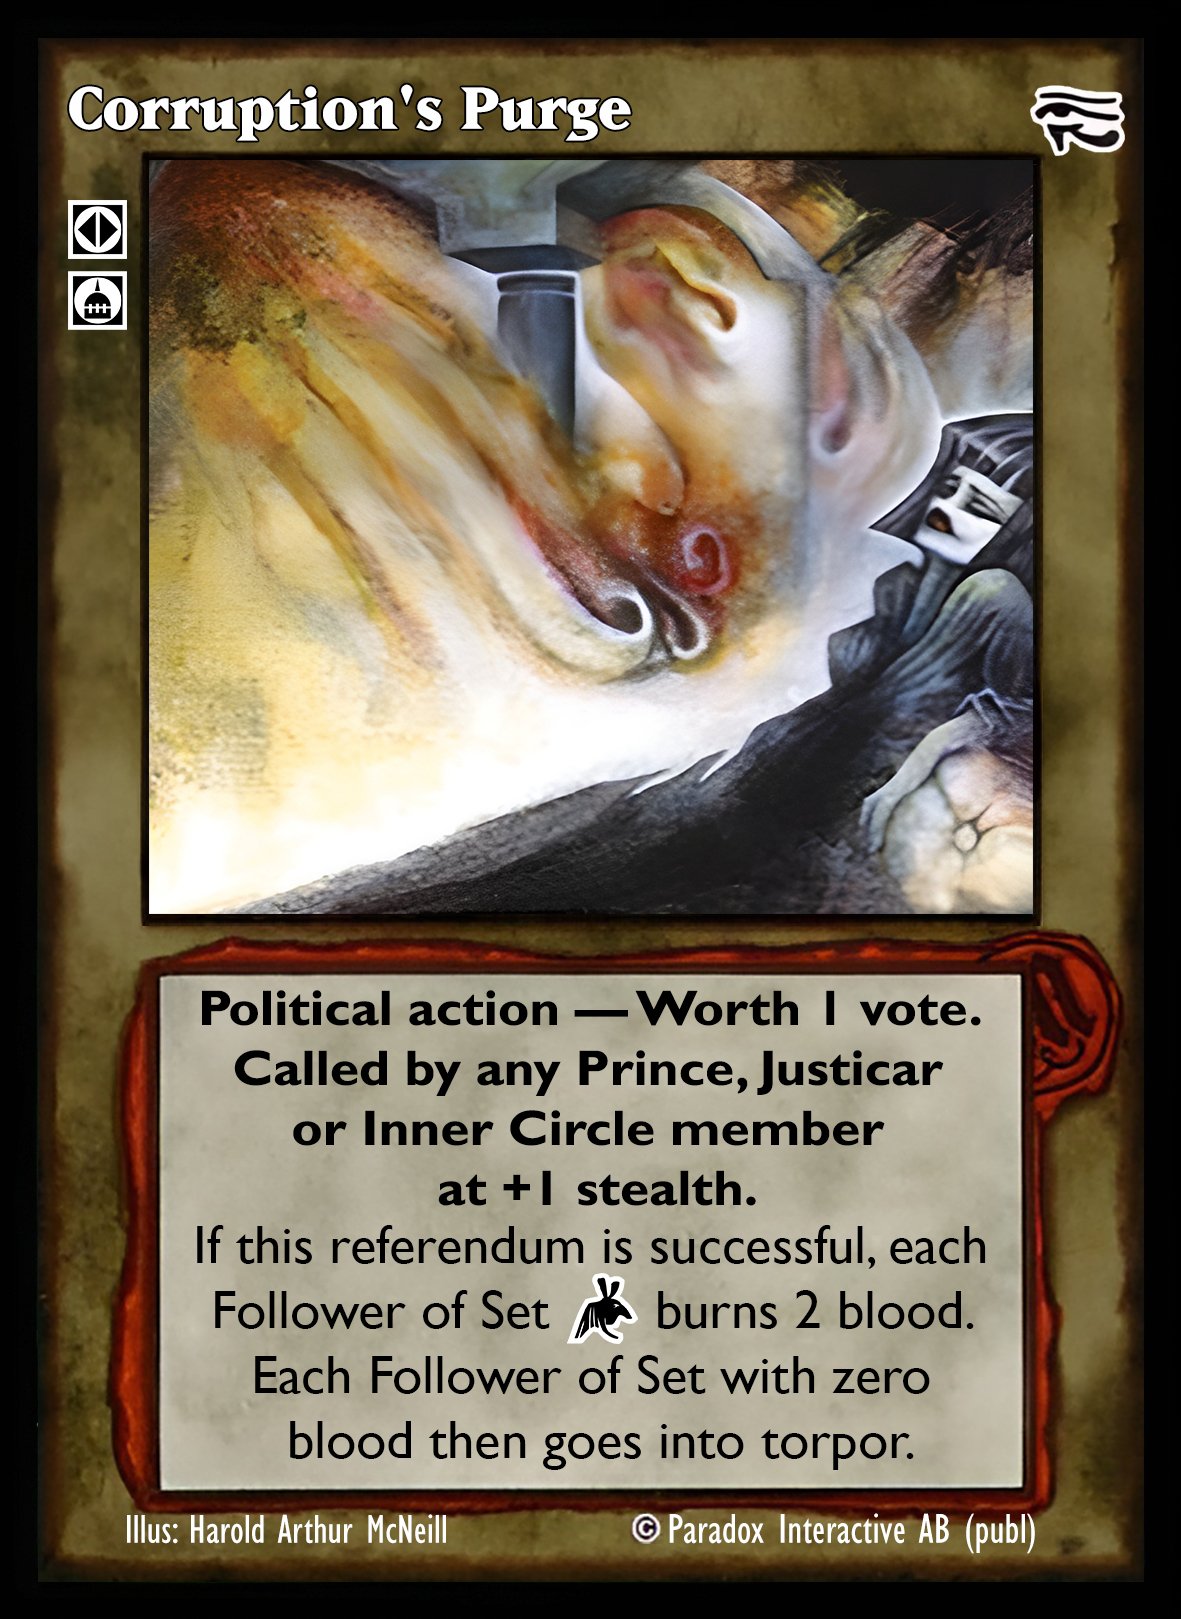 Corruption's Purge
Political action — Worth 1 vote.
Called by any Prince, Justicar
or Inner Circle member
at +1 stealth.
If this referendum is successful, each
Follower of Set burns 2 blood.
Each Follower of Set with zero
blood then goes into torpor.
Illus: Harold Arthur McNeill © Paradox Interactive AB (publ)